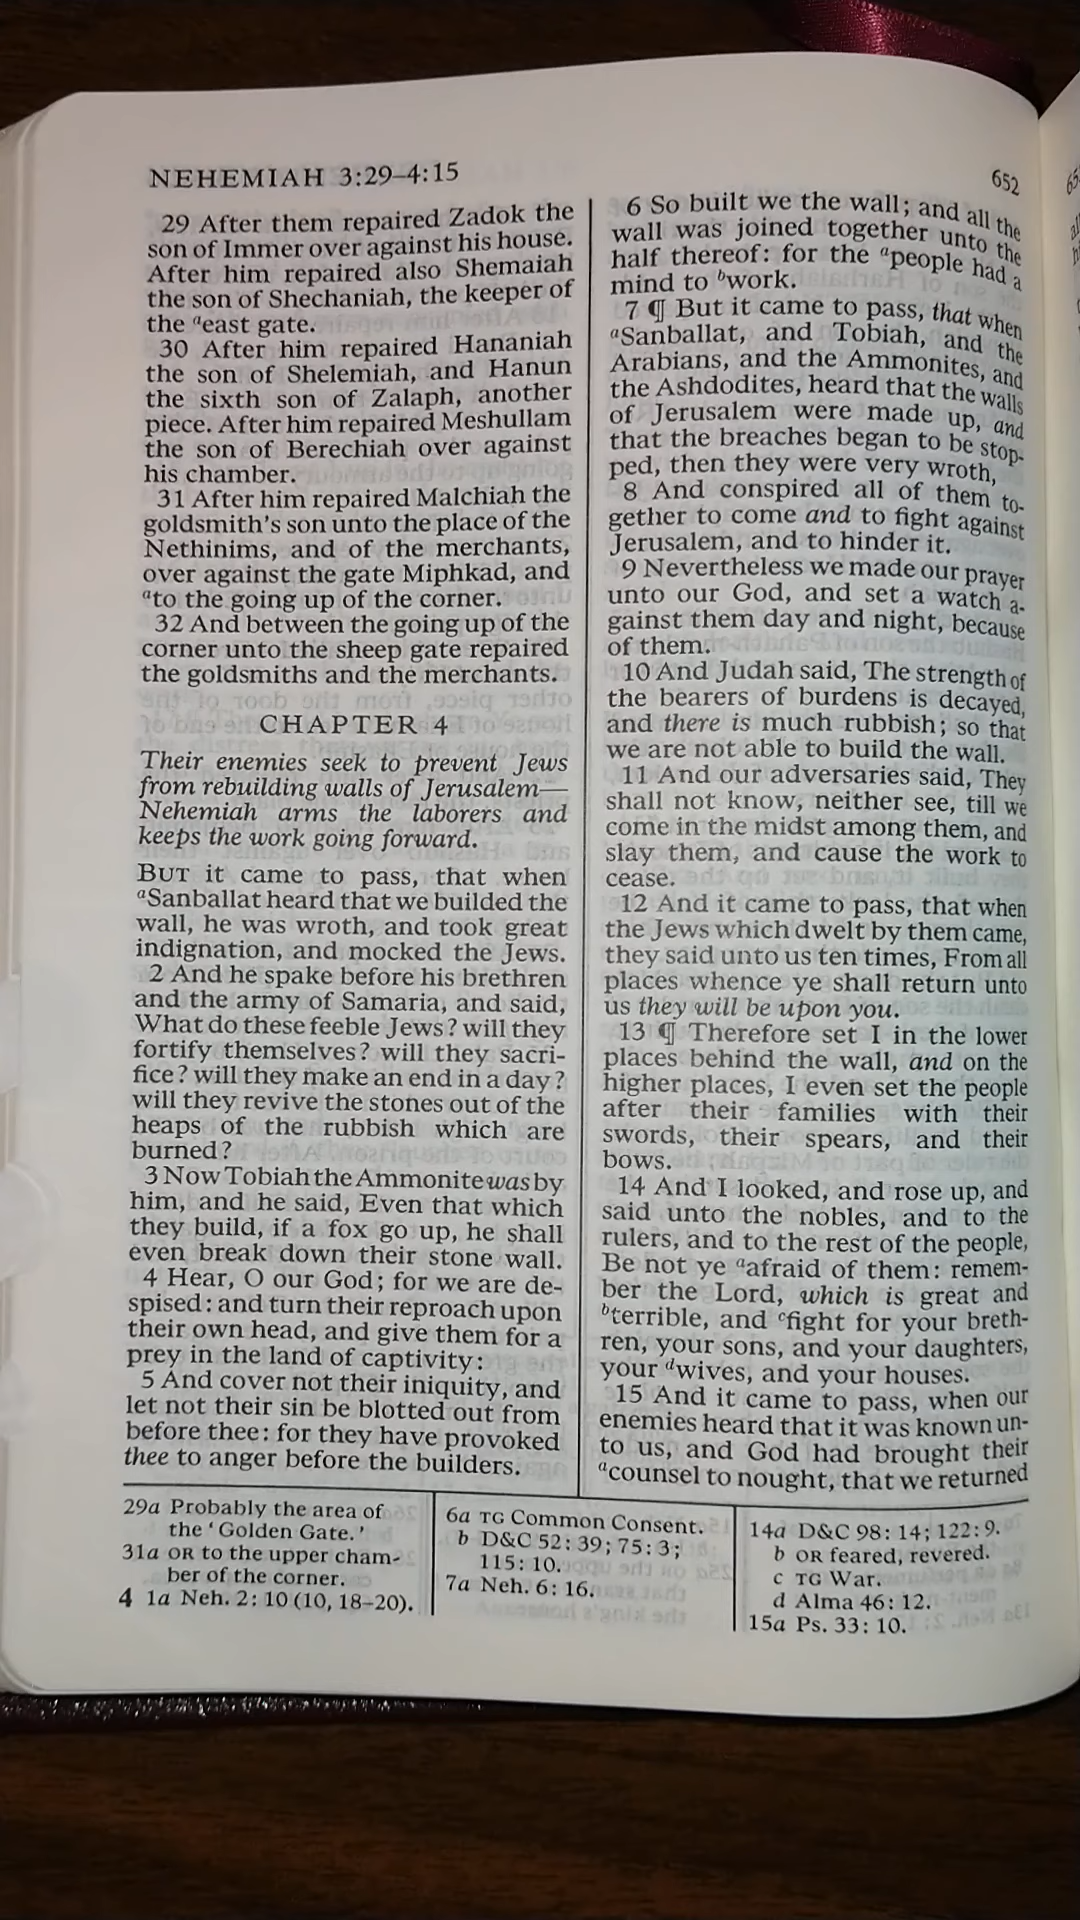 NEHEMIAH 3:29–4:15
652
29 After them repaired Zadok the
son of Immer over against his house.
After him repaired also Shemaiah
the son of Shechaniah, the keeper of
the ᵃeast gate.
30 After him repaired Hananiah
the son of Shelemiah, and Hanun
the sixth son of Zalaph, another
piece. After him repaired Meshullam
the son of Berechiah over against
his chamber.
31 After him repaired Malchiah the
goldsmith's son unto the place of the
Nethinims, and of the merchants,
over against the gate Miphkad, and
ᵃto the going up of the corner.
32 And between the going up of the
corner unto the sheep gate repaired
the goldsmiths and the merchants.
CHAPTER 4
Their enemies seek to prevent Jews
from rebuilding walls of Jerusalem—
Nehemiah arms the laborers and
keeps the work going forward.
BUT it came to pass, that when
ᵃSanballat heard that we builded the
wall, he was wroth, and took great
indignation, and mocked the Jews.
2 And he spake before his brethren
and the army of Samaria, and said,
What do these feeble Jews? will they
fortify themselves? will they sacri-
fice? will they make an end in a day?
will they revive the stones out of the
heaps of the rubbish which are
burned?
3 Now Tobiah the Ammonite was by
him, and he said, Even that which
they build, if a fox go up, he shall
even break down their stone wall.
4 Hear, O our God; for we are de-
spised: and turn their reproach upon
their own head, and give them for a
prey in the land of captivity:
5 And cover not their iniquity, and
let not their sin be blotted out from
before thee: for they have provoked
thee to anger before the builders.
6 So built we the wall; and all the
wall was joined together unto the
half thereof: for the ᵃpeople had a
mind to ᵇwork.
7 ¶ But it came to pass, that when
ᵃSanballat, and Tobiah, and the
Arabians, and the Ammonites, and
the Ashdodites, heard that the walls
of Jerusalem were made up, and
that the breaches began to be stop-
ped, then they were very wroth,
8 And conspired all of them to-
gether to come and to fight against
Jerusalem, and to hinder it.
9 Nevertheless we made our prayer
unto our God, and set a watch a-
gainst them day and night, because
of them.
10 And Judah said, The strength of
the bearers of burdens is decayed,
and there is much rubbish; so that
we are not able to build the wall.
11 And our adversaries said, They
shall not know, neither see, till we
come in the midst among them, and
slay them, and cause the work to
cease.
12 And it came to pass, that when
the Jews which dwelt by them came,
they said unto us ten times, From all
places whence ye shall return unto
us they will be upon you.
13 ¶ Therefore set I in the lower
places behind the wall, and on the
higher places, I even set the people
after their families with their
swords, their spears, and their
bows.
14 And I looked, and rose up, and
said unto the nobles, and to the
rulers, and to the rest of the people,
Be not ye ᵃafraid of them: remem-
ber the Lord, which is great and
ᵇterrible, and ᶜfight for your breth-
ren, your sons, and your daughters,
your ᵈwives, and your houses.
15 And it came to pass, when our
enemies heard that it was known un-
to us, and God had brought their
ᵃcounsel to nought, that we returned
29a Probably the area of
the 'Golden Gate.'
31a OR to the upper cham-
ber of the corner.
4 1a Neh. 2: 10 (10, 18–20).
6a TG Common Consent.
b D&C 52: 39; 75: 3;
115: 10.
7a Neh. 6: 16.
14a D&C 98: 14; 122: 9.
b OR feared, revered.
c TG War.
d Alma 46: 12.
15a Ps. 33: 10.